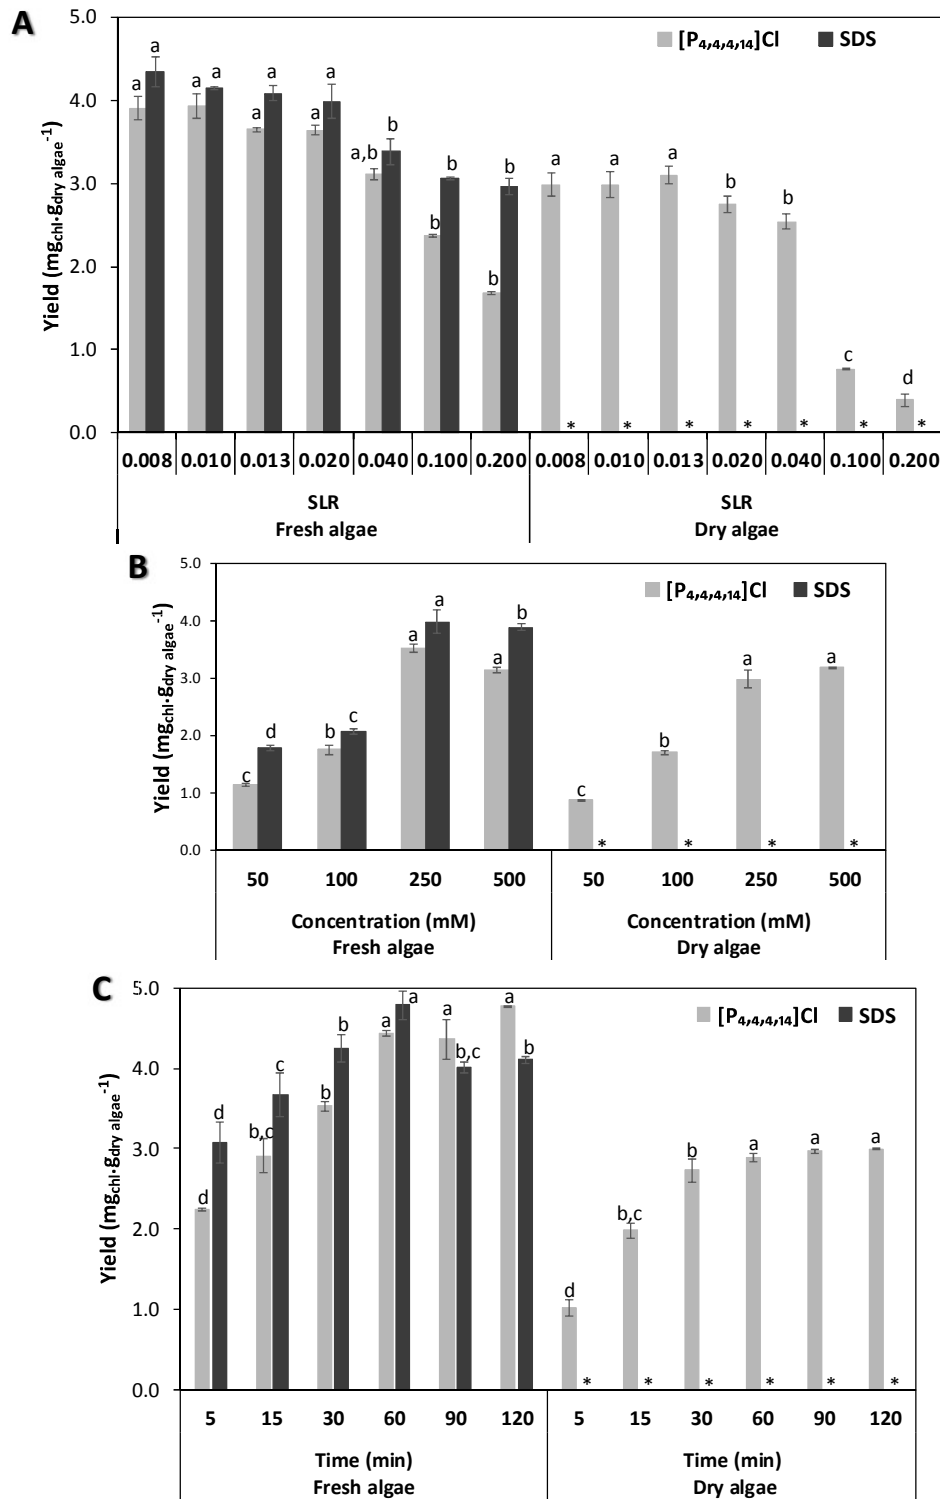 A
[P₄,₄,₄,₁₄]Cl SDS
Yield (mg_chl·g_dry algae⁻¹)
5.0
4.0
3.0
2.0
1.0
0.0
a a a a a a a a a,b b b b b b a a a b b c d
* * * * * * *
0.008 0.010 0.013 0.020 0.040 0.100 0.200 0.008 0.010 0.013 0.020 0.040 0.100 0.200
SLR SLR
Fresh algae Dry algae
B
[P₄,₄,₄,₁₄]Cl SDS
Yield (mg_chl·g_dry algae⁻¹)
5.0
4.0
3.0
2.0
1.0
0.0
c d b c a a a b c b a a
* * * *
50 100 250 500 50 100 250 500
Concentration (mM) Concentration (mM)
Fresh algae Dry algae
C
[P₄,₄,₄,₁₄]Cl SDS
Yield (mg_chl·g_dry algae⁻¹)
5.0
4.0
3.0
2.0
1.0
0.0
d d b,c c b b a a a b,c a b d b,c b a a a
* * * * * *
5 15 30 60 90 120 5 15 30 60 90 120
Time (min) Time (min)
Fresh algae Dry algae